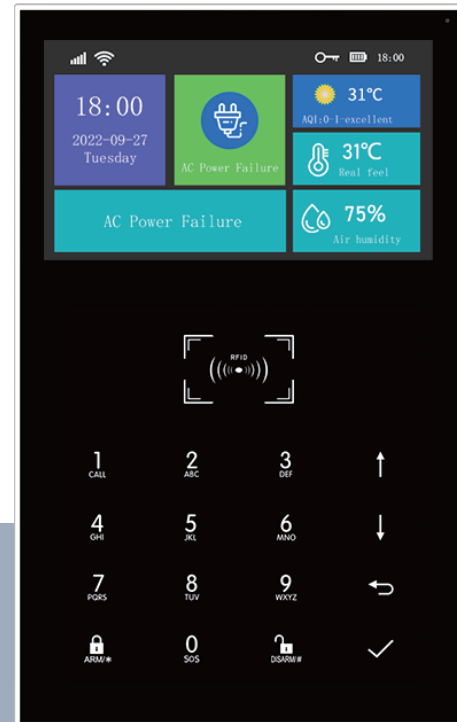 18:00
18:00
2022-09-27
Tuesday
AC Power Failure
31℃
AQI:0-I-excellent
31℃
Real feel
AC Power Failure
75%
Air humidity
RFID
1
CALL
2
ABC
3
DEF
4
GHI
5
JKL
6
MNO
7
PQRS
8
TUV
9
WXYZ
ARM/*
0
SOS
DISARM/#